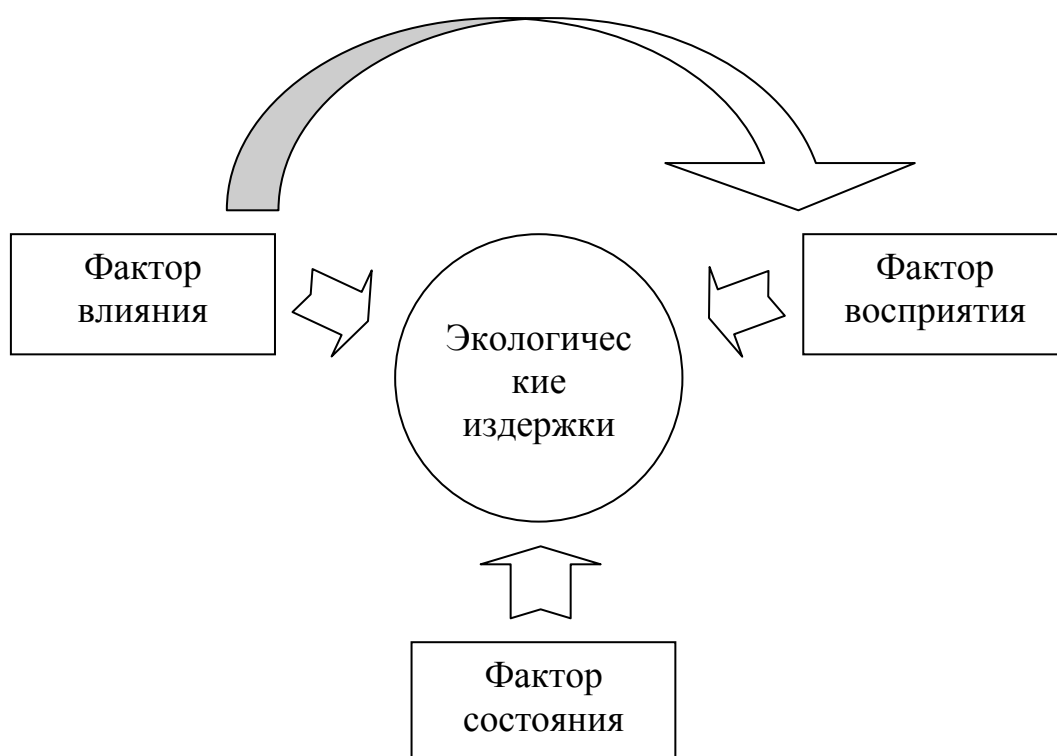 Фактор
влияния
Фактор
восприятия
Экологичес
кие
издержки
Фактор
состояния